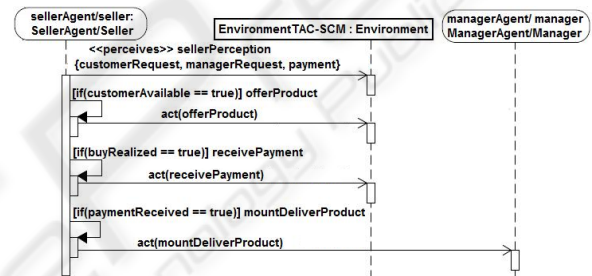 sellerAgent/seller:
SellerAgent/Seller
EnvironmentTAC-SCM : Environment
managerAgent/ manager
ManagerAgent/Manager
<<perceives>> sellerPerception
{customerRequest, managerRequest, payment}
[if(customerAvailable == true)] offerProduct
act(offerProduct)
[if(buyRealized == true)] receivePayment
act(receivePayment)
[if(paymentReceived == true)] mountDeliverProduct
act(mountDeliverProduct)